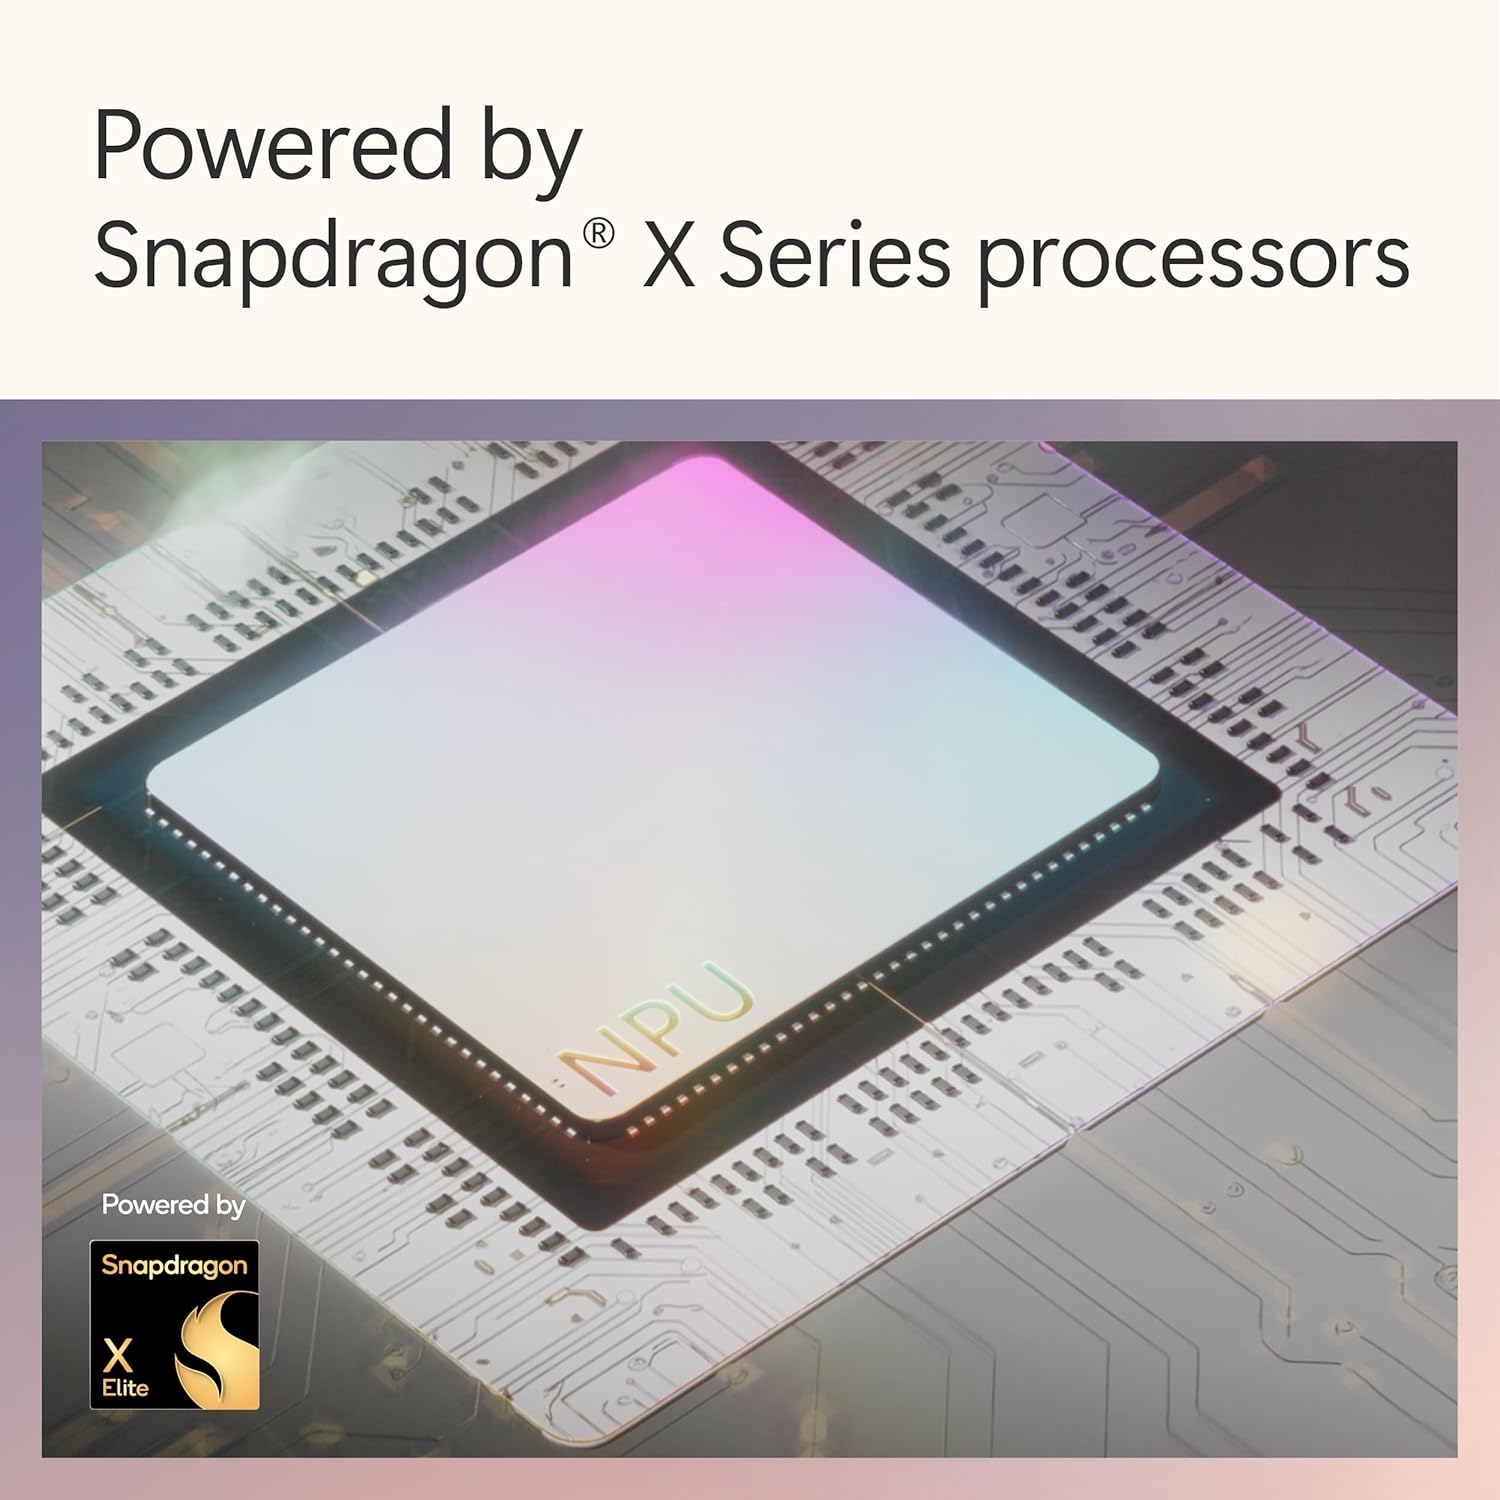 Powered by
Snapdragon® X Series processors
NPU
Powered by
Snapdragon
X
Elite